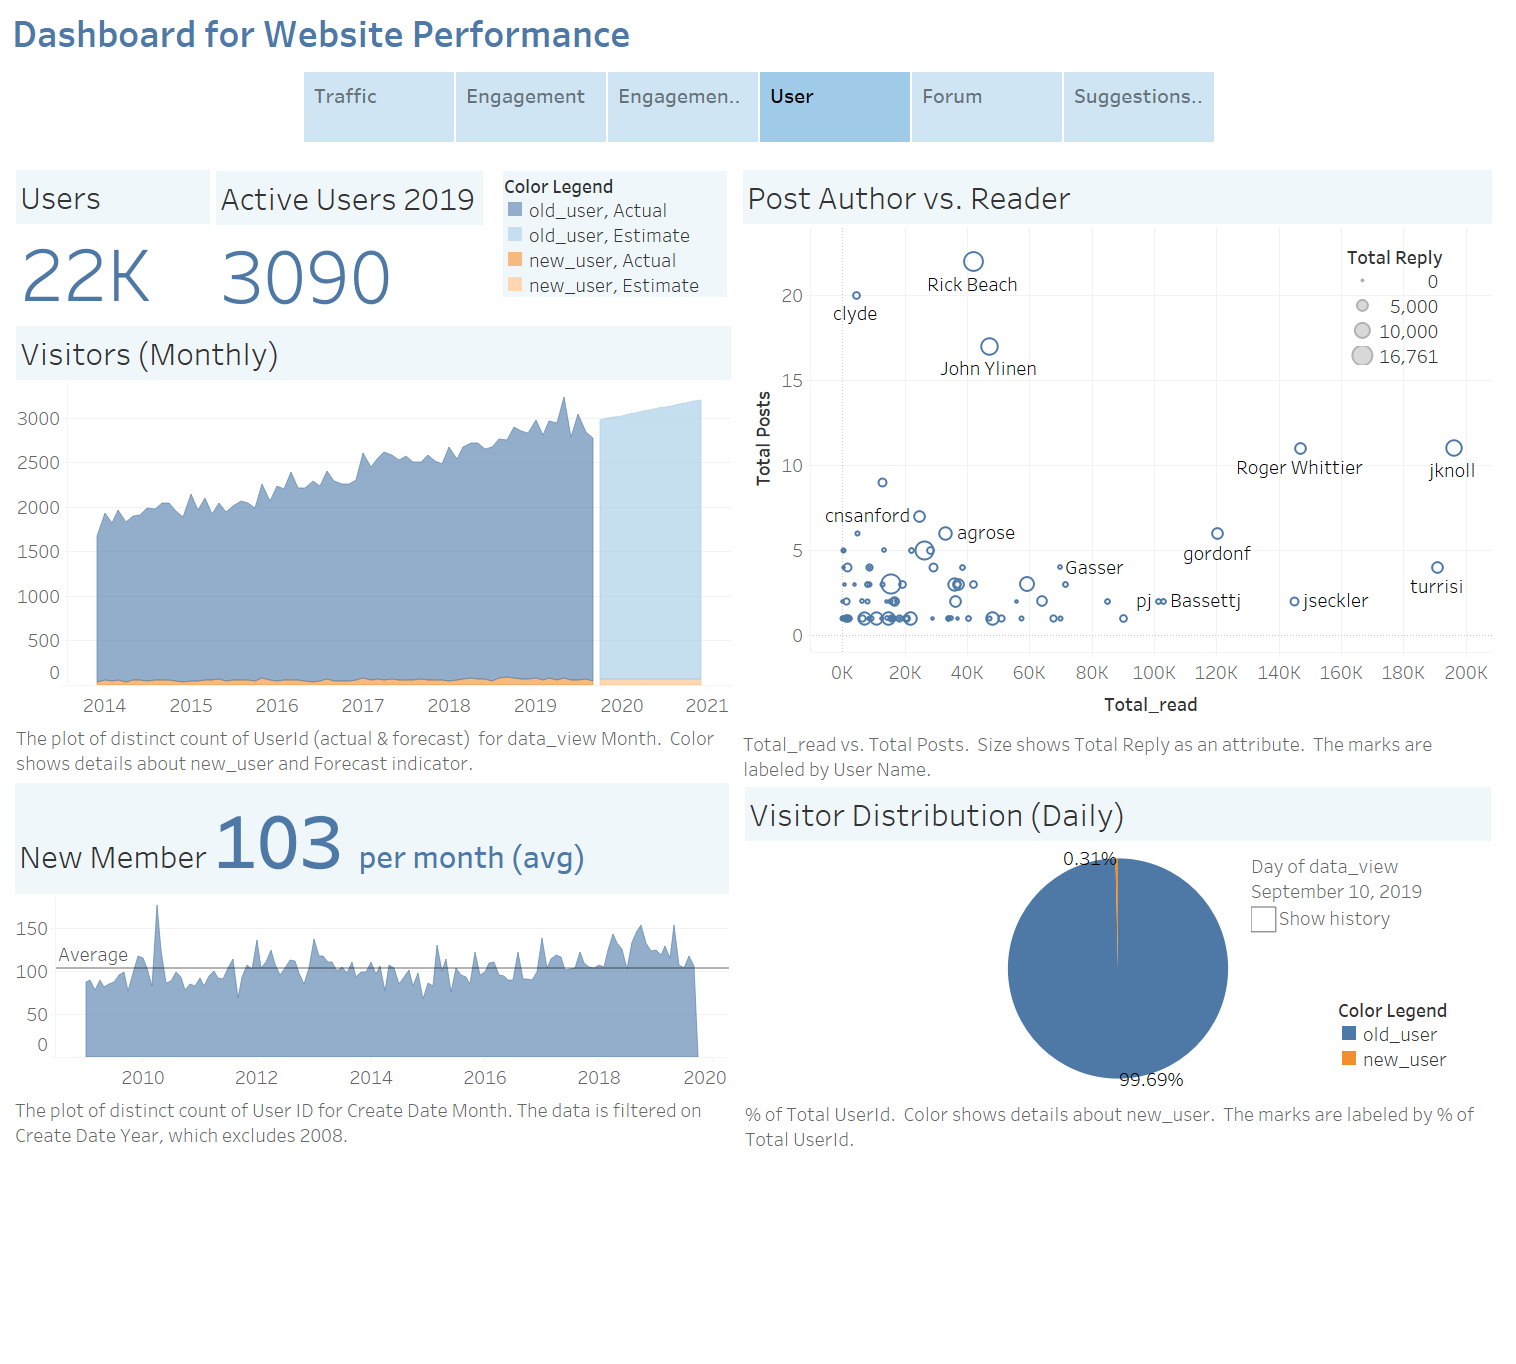 Dashboard for Website Performance
Traffic
Engagement
Engagemen..
User
Forum
Suggestions..
Users
22K
Active Users 2019
3090
Color Legend
old_user, Actual
old_user, Estimate
new_user, Actual
new_user, Estimate
Visitors (Monthly)
3000
2500
2000
1500
1000
500
0
2014
2015
2016
2017
2018
2019
2020
2021
The plot of distinct count of UserId (actual & forecast)  for data_view Month.  Color
shows details about new_user and Forecast indicator.
New Member 103 per month (avg)
150
100
50
0
Average
2010
2012
2014
2016
2018
2020
The plot of distinct count of User ID for Create Date Month. The data is filtered on
Create Date Year, which excludes 2008.
Post Author vs. Reader
Total Posts
20
15
10
5
0
Rick Beach
clyde
John Ylinen
Roger Whittier
jknoll
cnsanford
agrose
gordonf
Gasser
turrisi
pj
Bassettj
jseckler
Total Reply
0
5,000
10,000
16,761
0K
20K
40K
60K
80K
100K
120K
140K
160K
180K
200K
Total_read
Total_read vs. Total Posts.  Size shows Total Reply as an attribute.  The marks are
labeled by User Name.
Visitor Distribution (Daily)
0.31%
99.69%
Day of data_view
September 10, 2019
Show history
Color Legend
old_user
new_user
% of Total UserId.  Color shows details about new_user.  The marks are labeled by % of
Total UserId.